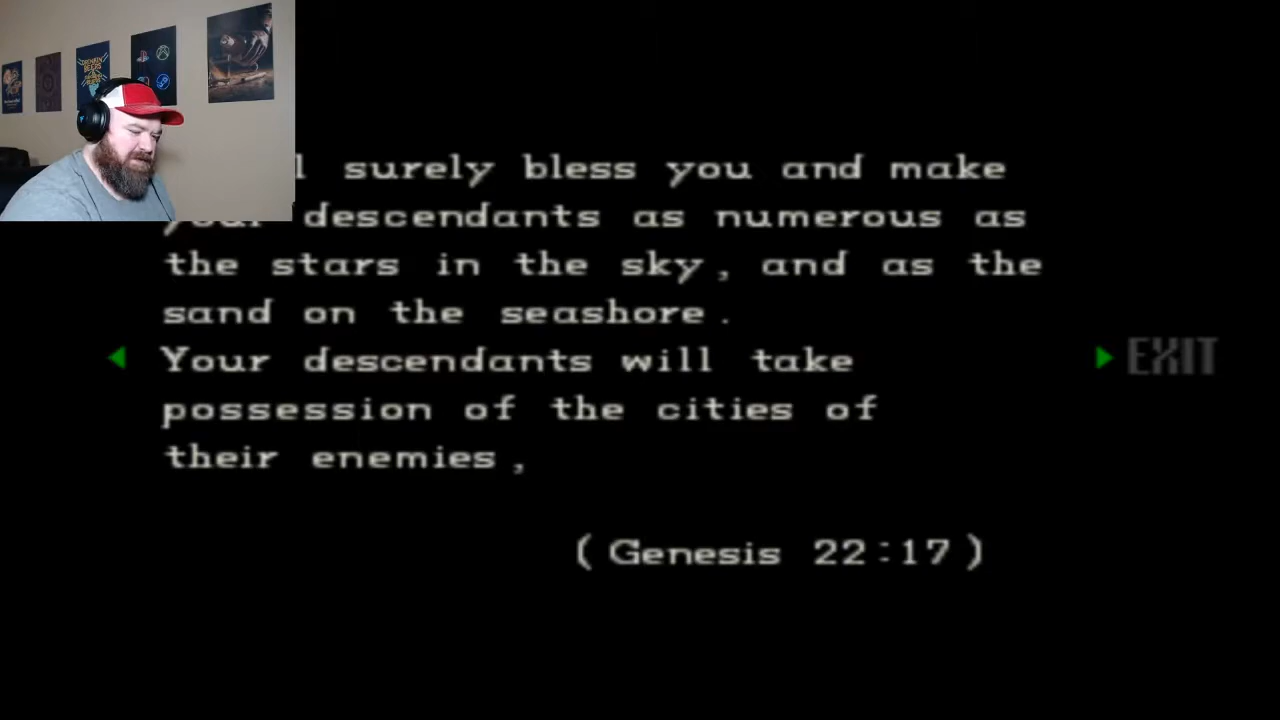 surely bless you and make
your descendants as numerous as
the stars in the sky, and as the
sand on the seashore.
Your descendants will take
possession of the cities of
their enemies,
EXIT
(Genesis 22:17)